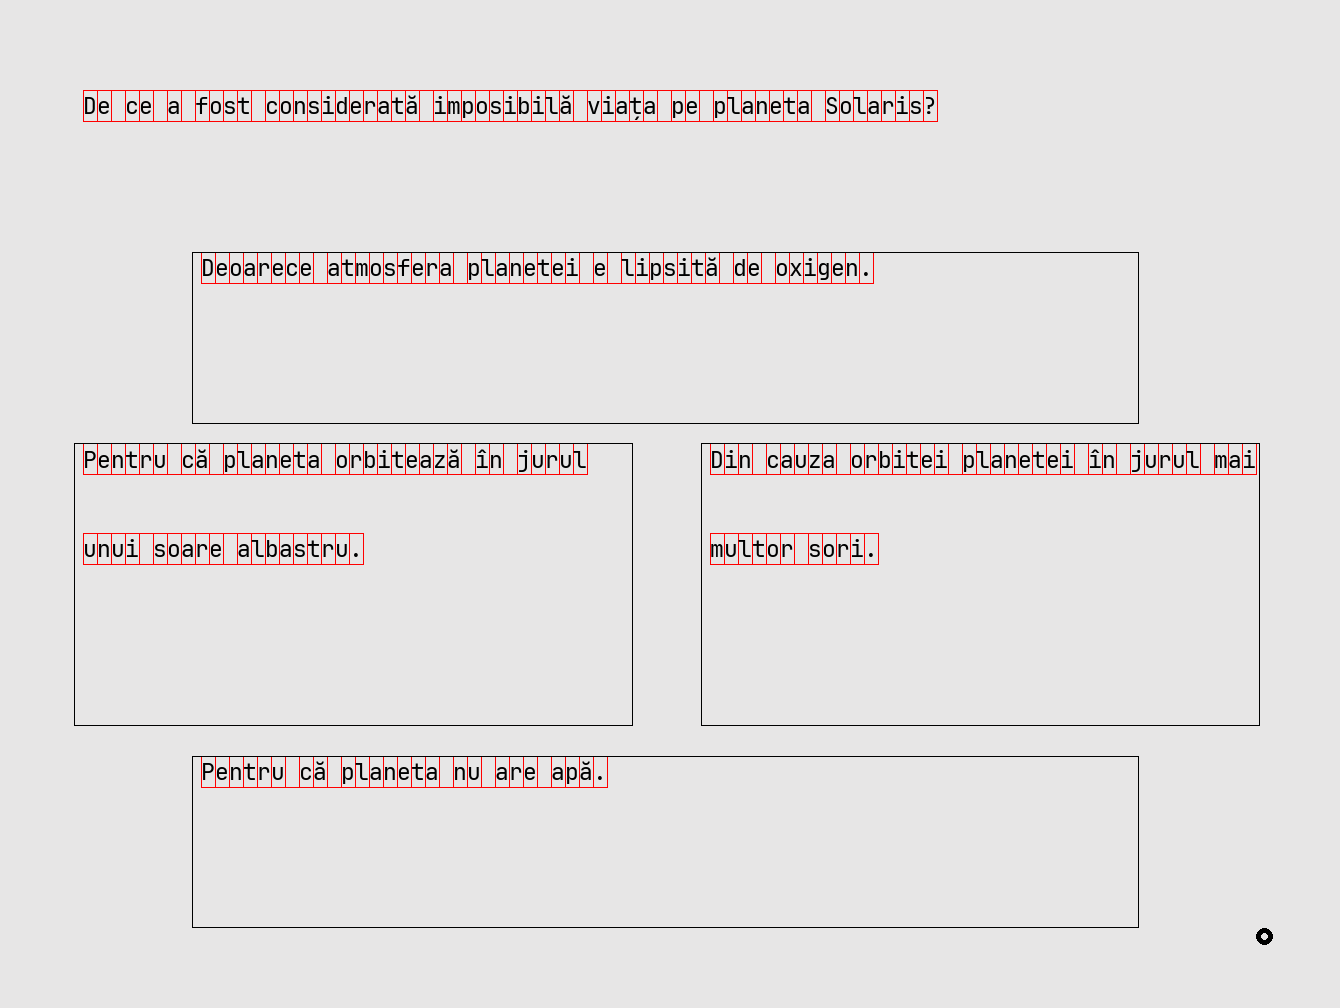 De ce a fost considerată imposibilă viața pe planeta Solaris?
Deoarece atmosfera planetei e lipsită de oxigen.
Pentru că planeta orbitează în jurul
unui soare albastru.
Din cauza orbitei planetei în jurul mai
multor sori.
Pentru că planeta nu are apă.